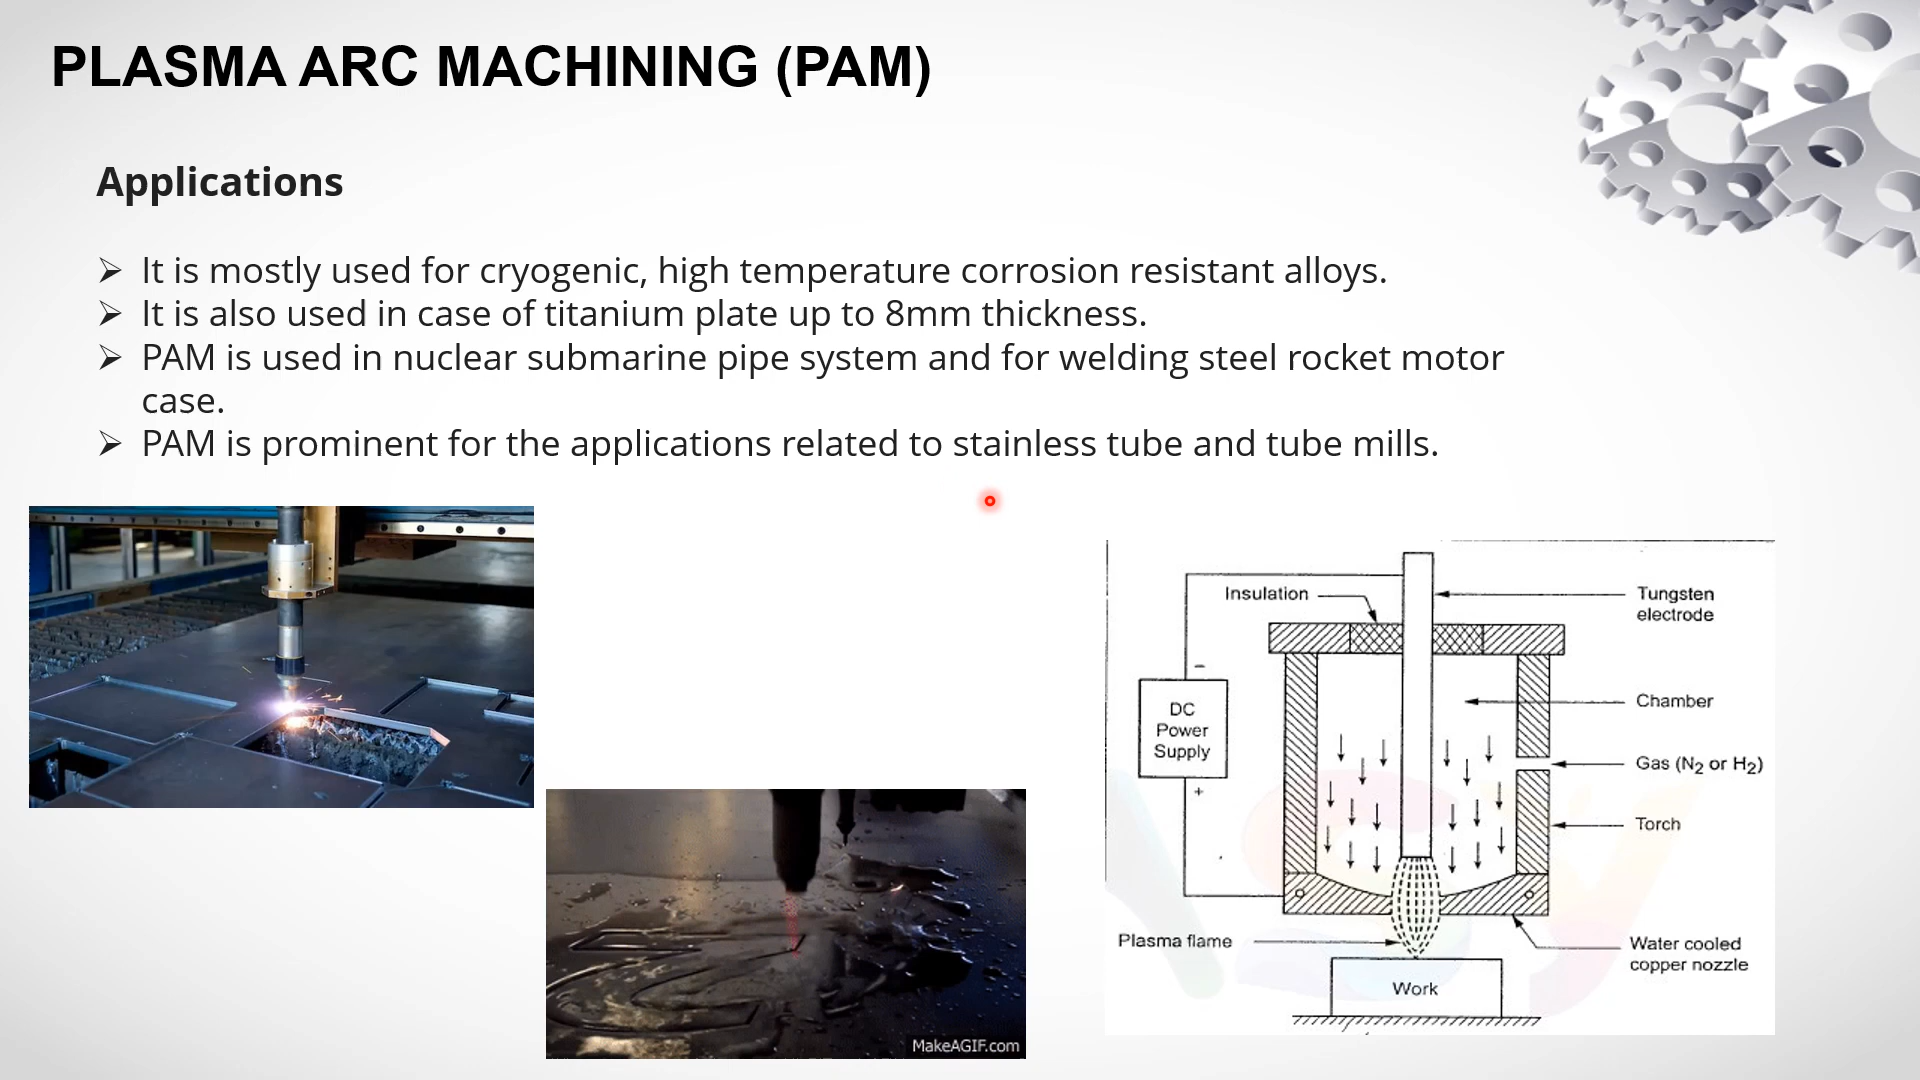 PLASMA ARC MACHINING (PAM)
Applications
It is mostly used for cryogenic, high temperature corrosion resistant alloys.
It is also used in case of titanium plate up to 8mm thickness.
PAM is used in nuclear submarine pipe system and for welding steel rocket motor
case.
PAM is prominent for the applications related to stainless tube and tube mills.
Insulation
Tungsten
electrode
−
DC
Power
Supply
+
Chamber
Gas (N₂ or H₂)
Torch
Plasma flame
Water cooled
copper nozzle
Work
MakeAGIF.com